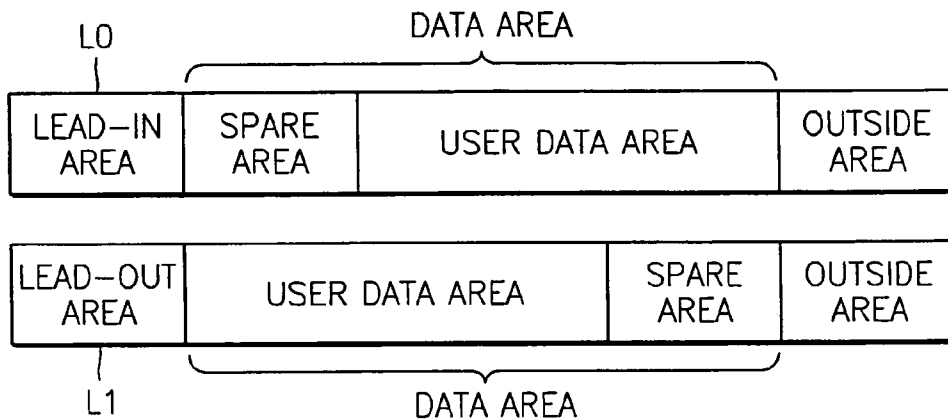 L0
DATA AREA
LEAD-IN
AREA
SPARE
AREA
USER DATA AREA
OUTSIDE
AREA
LEAD-OUT
AREA
USER DATA AREA
SPARE
AREA
OUTSIDE
AREA
L1
DATA AREA